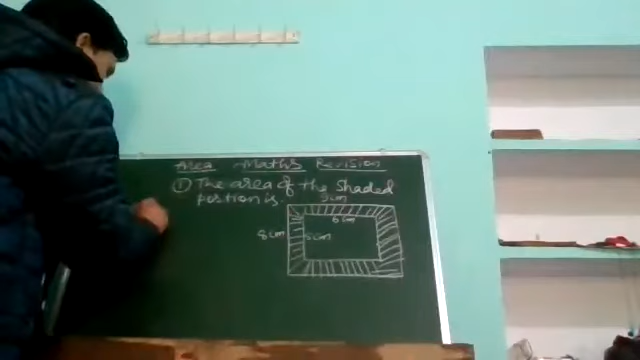 Area Maths Revision
① The area of the shaded
portion is.
9cm
6cm
8cm
5cm